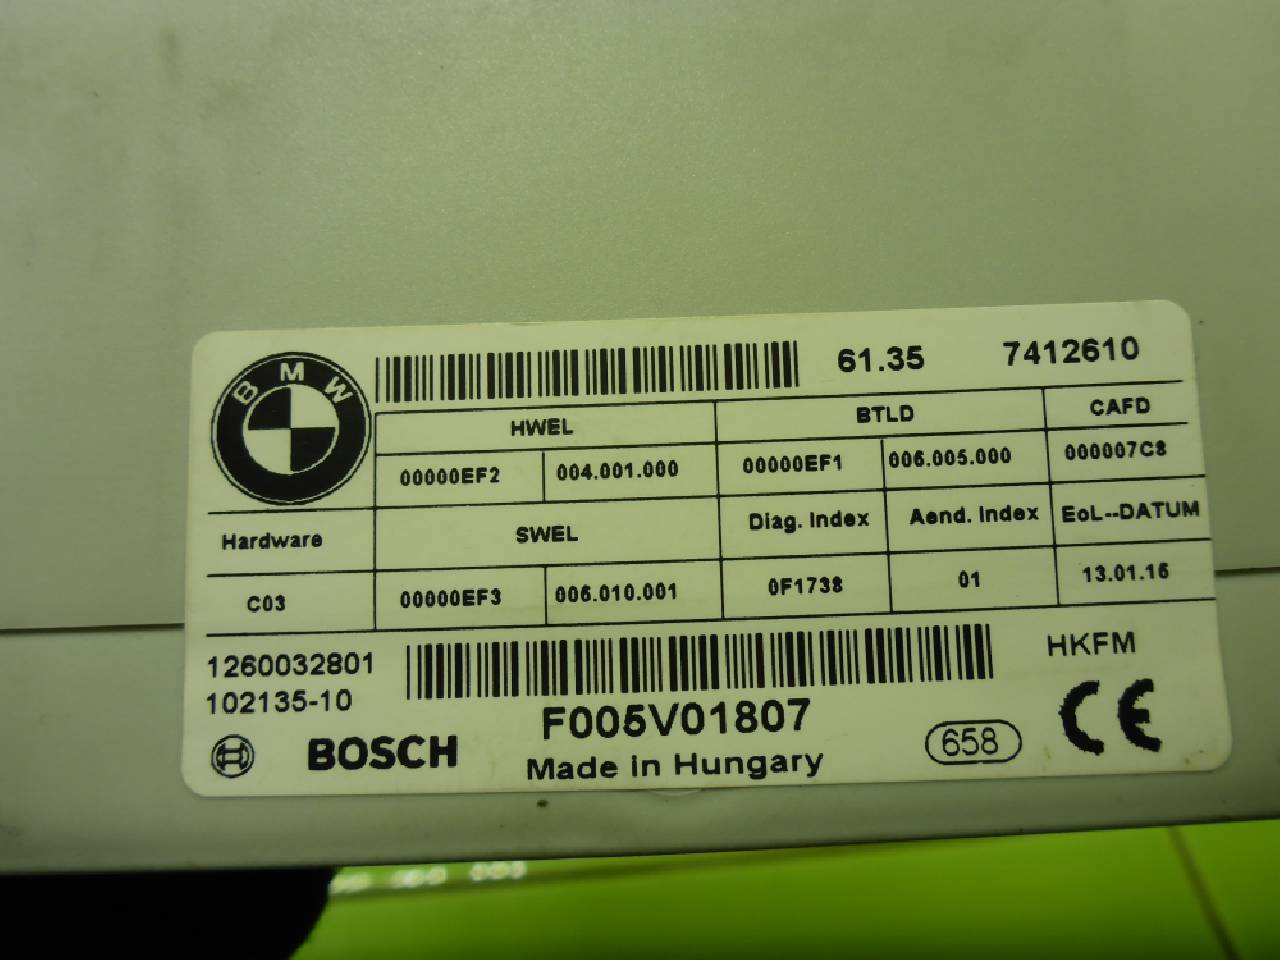 BMW
61.35 7412610
HWEL BTLD CAFD
00000EF2 004.001.000 00000EF1 006.005.000 000007C8
Hardware SWEL Diag. Index Aend. Index EoL--DATUM
C03 00000EF3 006.010.001 0F1738 01 13.01.16
1260032801 HKFM
102135-10
F005V01807
BOSCH Made in Hungary 658 CE